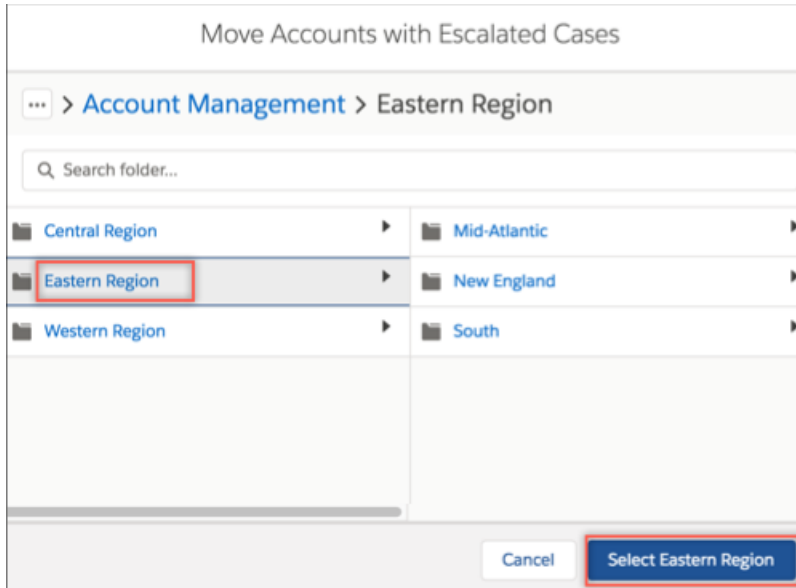 Move Accounts with Escalated Cases
... > Account Management > Eastern Region
Search folder...
Central Region
Eastern Region
Western Region
Mid-Atlantic
New England
South
Cancel
Select Eastern Region